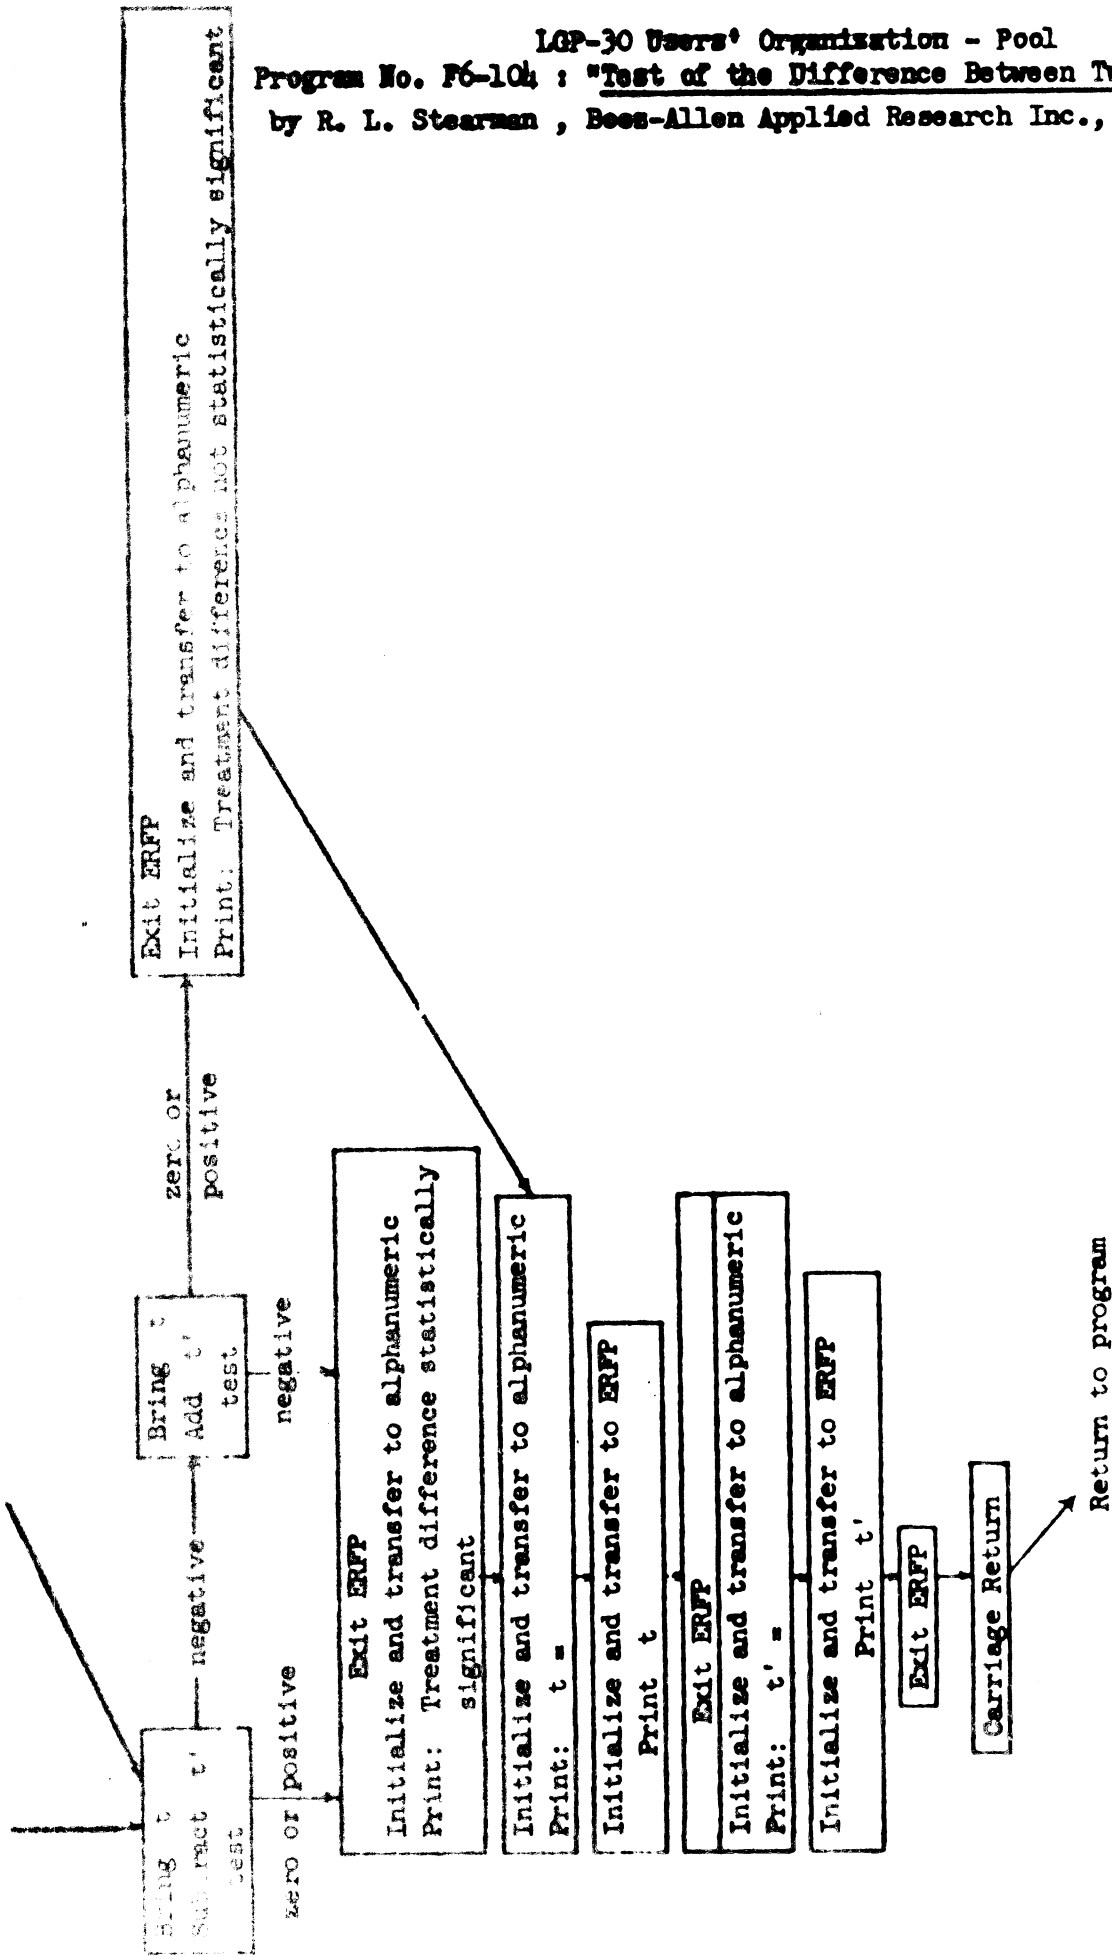 LGP-30 Users' Organization - Pool
Program No. F6-104 : "Test of the Difference Between
by R. L. Stearman , Booz-Allen Applied Research Inc.,
Bring t
Subtract t'
test
negative
zero or positive
Bring t
Add t'
test
zero or
positive
negative
Exit ERFP
Initialize and transfer to alphanumeric
Print: Treatment difference not statistically significant
Exit ERFP
Initialize and transfer to alphanumeric
Print: Treatment difference statistically
significant
Initialize and transfer to alphanumeric
Print: t =
Initialize and transfer to ERFP
Print t
Exit ERFP
Initialize and transfer to alphanumeric
Print: t' =
Initialize and transfer to ERFP
Print t'
Exit ERFP
Carriage Return
Return to program